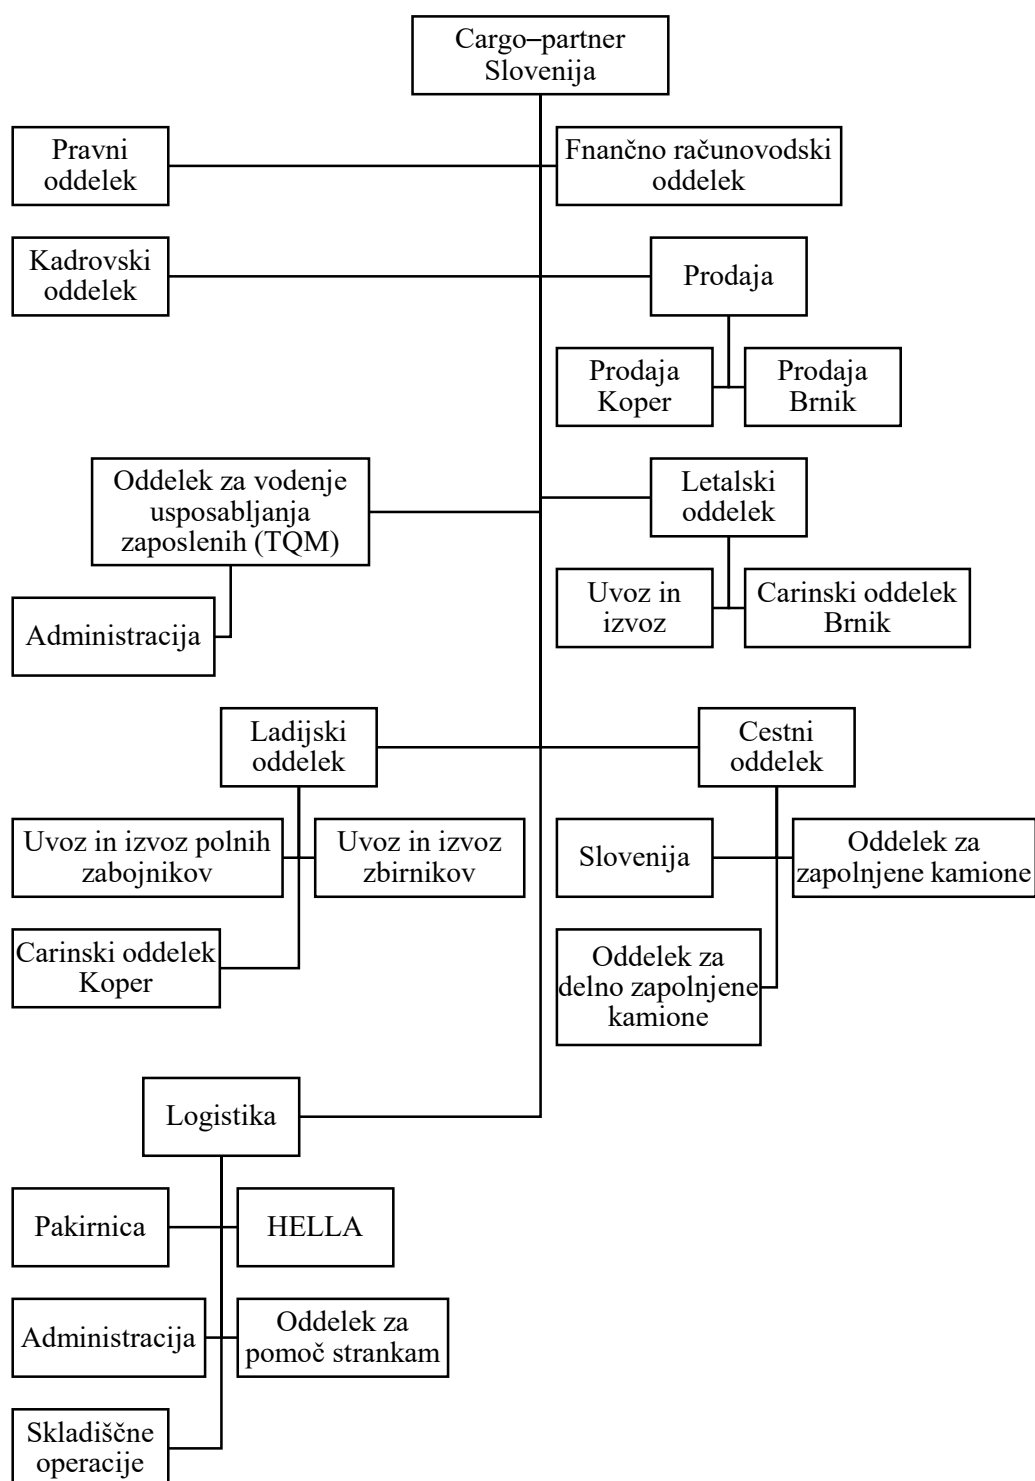 Cargo–partner
Slovenija
Pravni
oddelek
Fnančno računovodski
oddelek
Kadrovski
oddelek
Prodaja
Prodaja
Koper
Prodaja
Brnik
Oddelek za vodenje
usposabljanja
zaposlenih (TQM)
Administracija
Letalski
oddelek
Uvoz in
izvoz
Carinski oddelek
Brnik
Ladijski
oddelek
Cestni
oddelek
Uvoz in izvoz polnih
zabojnikov
Uvoz in izvoz
zbirnikov
Carinski oddelek
Koper
Slovenija
Oddelek za
zapolnjene kamione
Oddelek za
delno zapolnjene
kamione
Logistika
Pakirnica
HELLA
Administracija
Oddelek za
pomoč strankam
Skladiščne
operacije